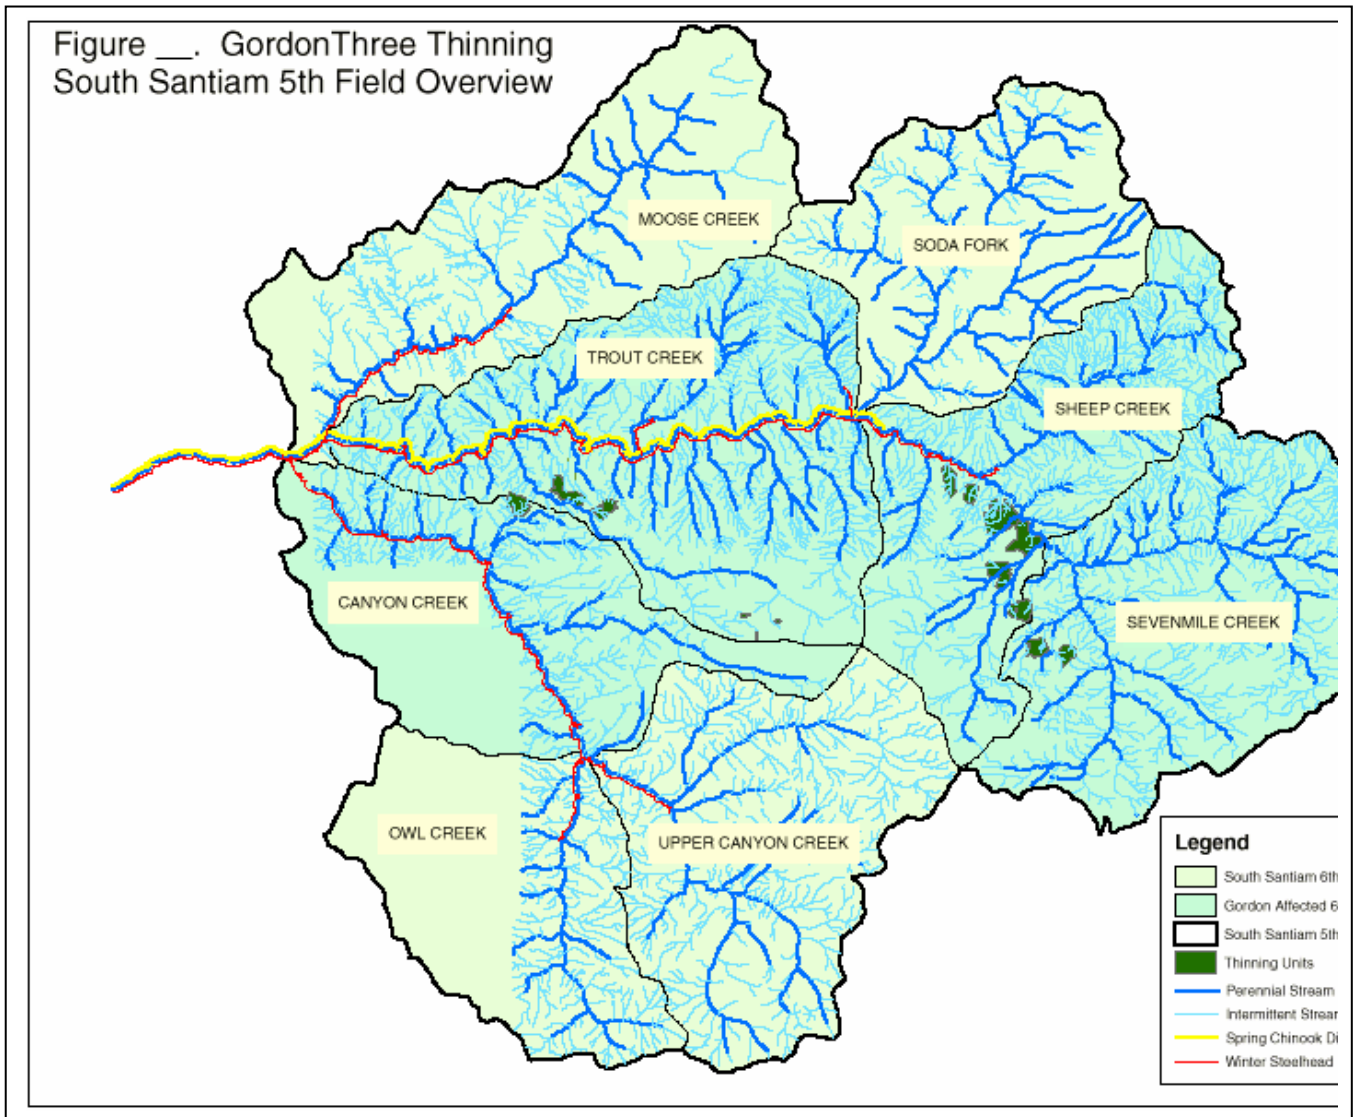 Figure __. GordonThree Thinning
South Santiam 5th Field Overview
MOOSE CREEK
SODA FORK
TROUT CREEK
SHEEP CREEK
CANYON CREEK
SEVENMILE CREEK
OWL CREEK
UPPER CANYON CREEK
Legend
South Santiam 6th
Gordon Affected 6
South Santiam 5th
Thinning Units
Perennial Stream
Intermittent Strear
Spring Chinook Di
Winter Steelhead